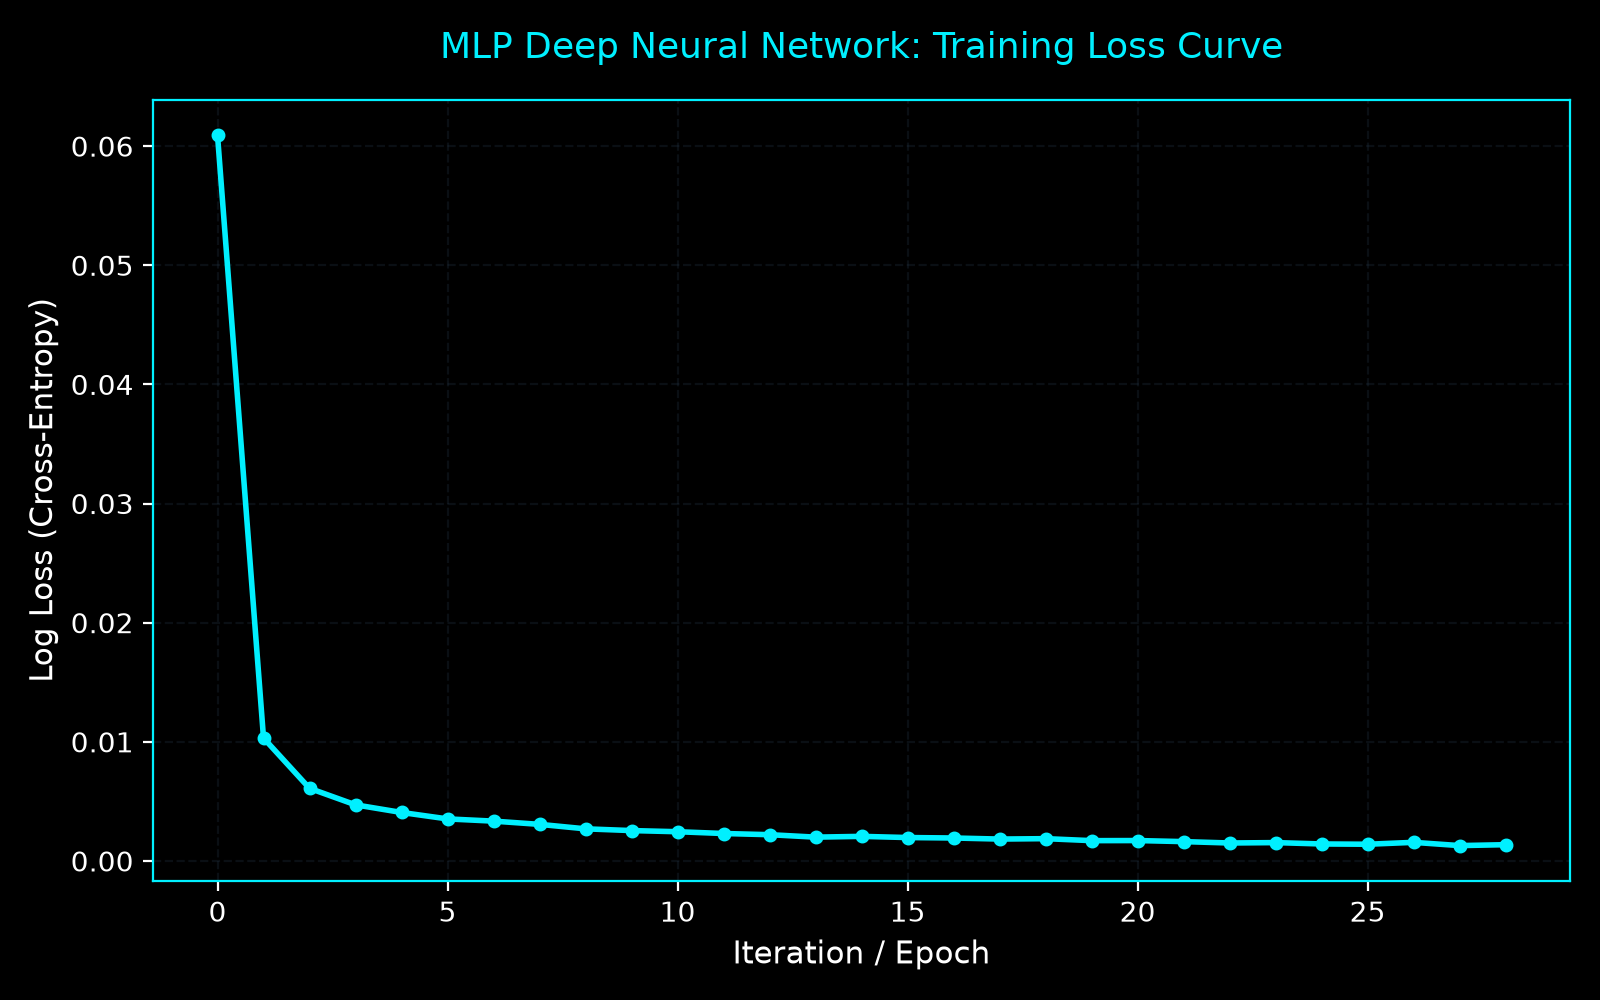 MLP Deep Neural Network: Training Loss Curve
Log Loss (Cross-Entropy)
0.06
0.05
0.04
0.03
0.02
0.01
0.00
0 5 10 15 20 25
Iteration / Epoch